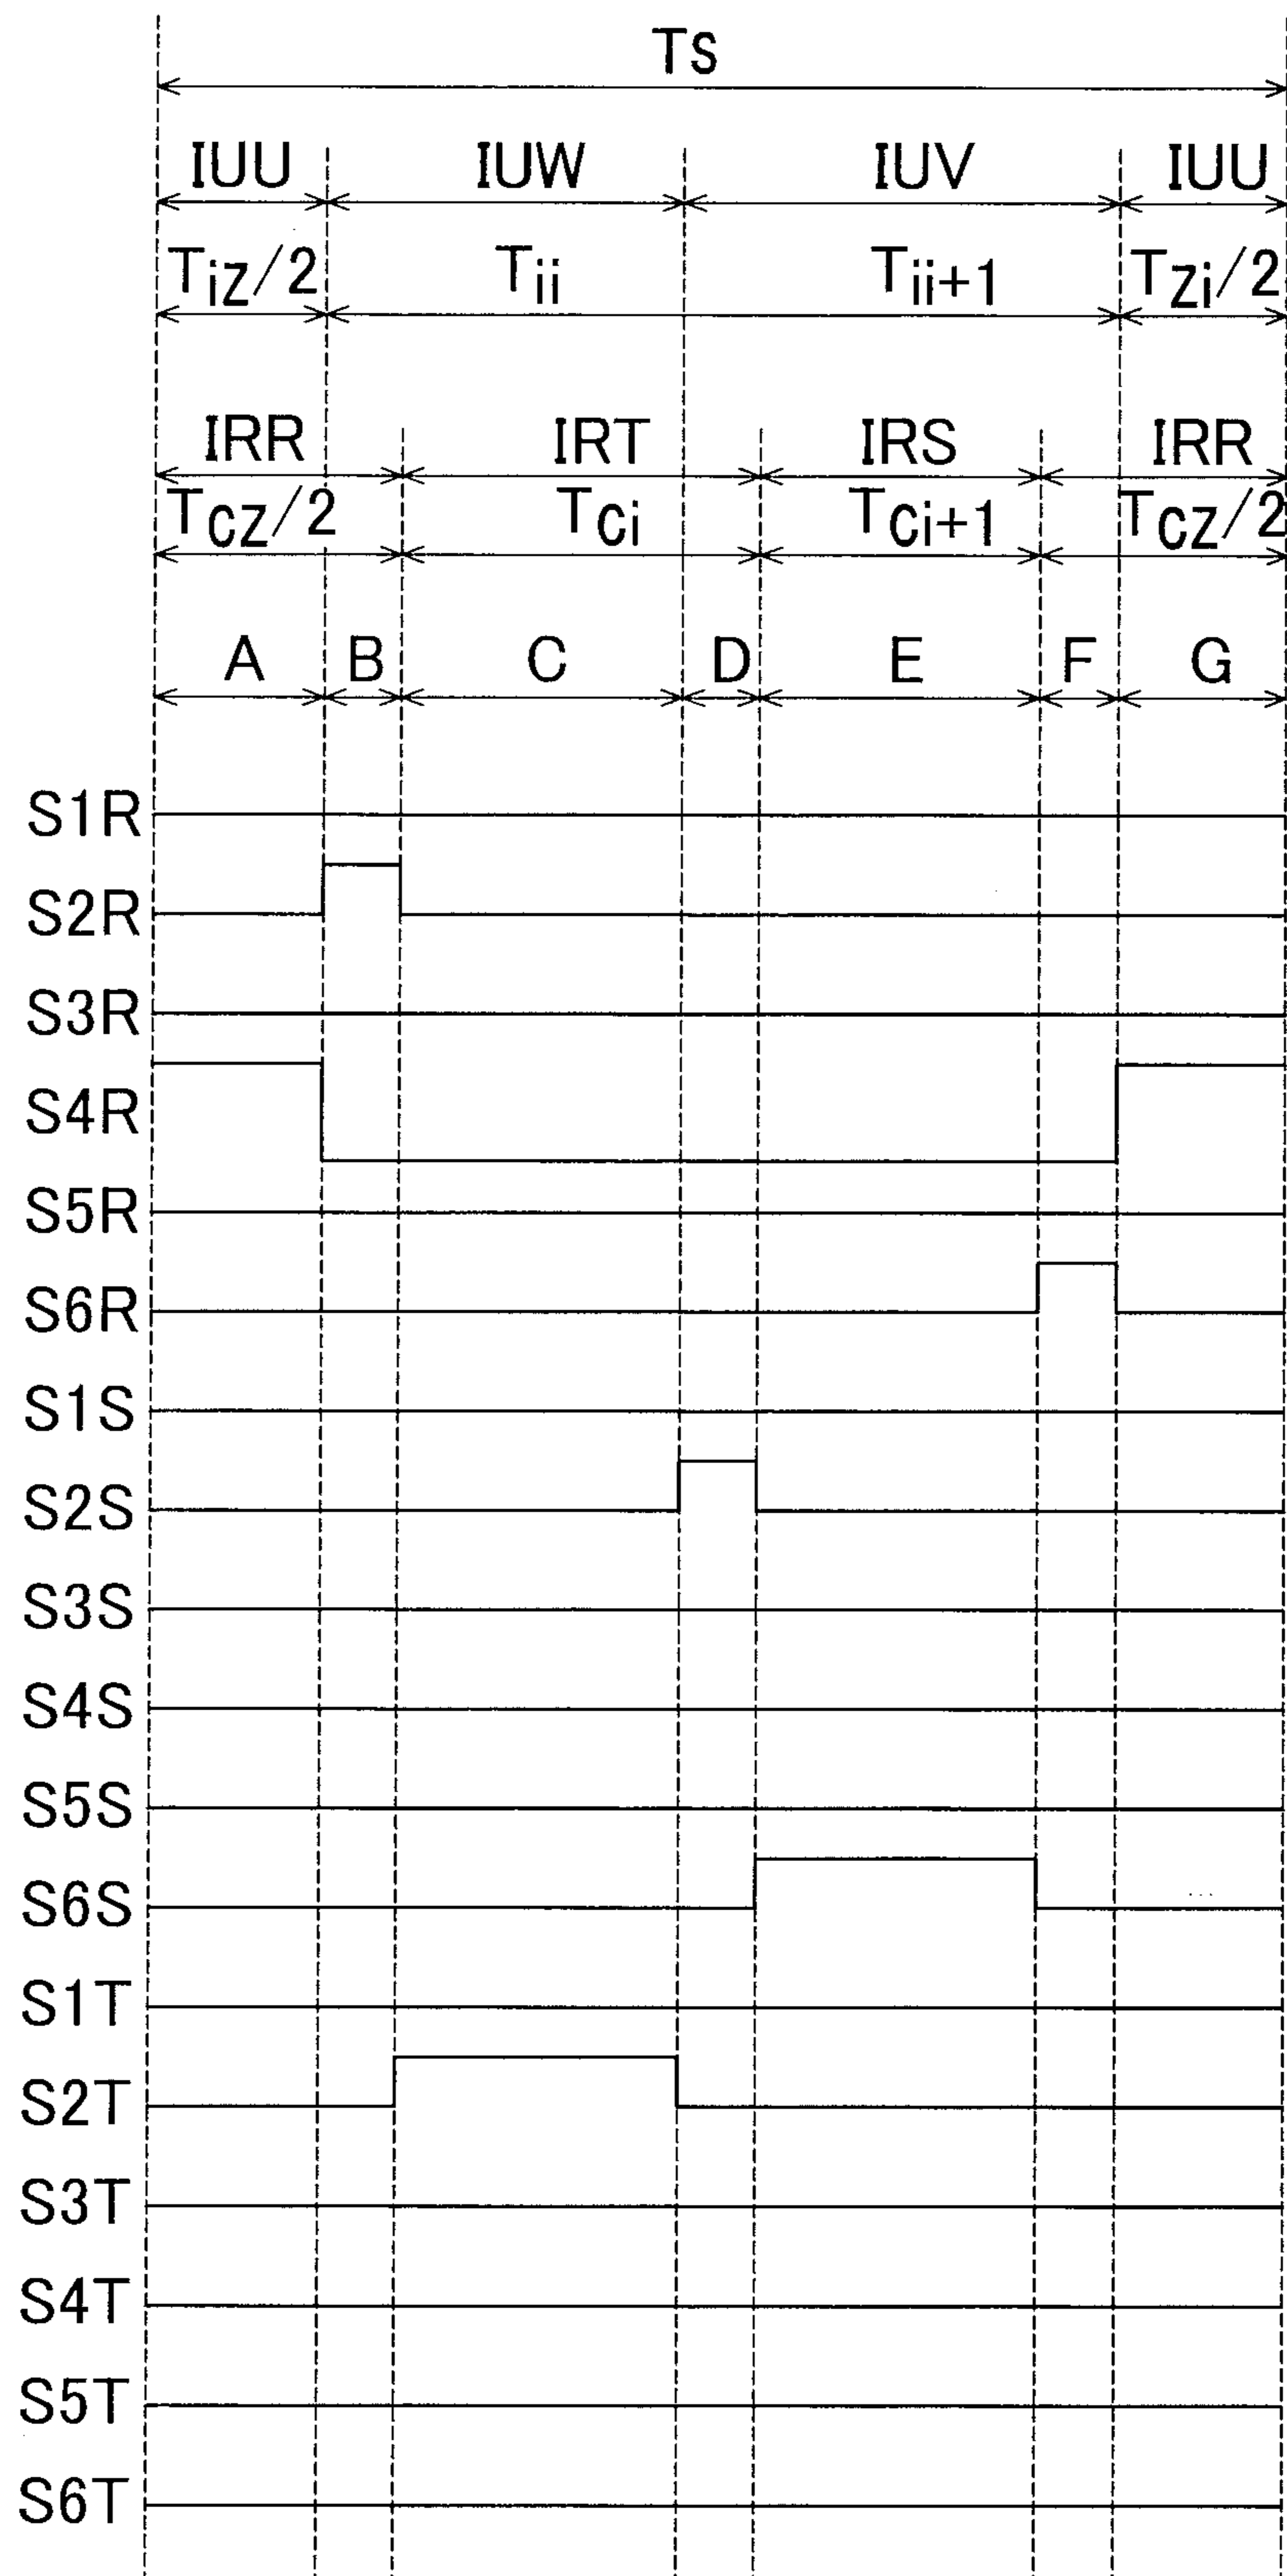 Ts
IUU IUW IUV IUU
Tiz/2 Tii Tii+1 Tzi/2
IRR IRT IRS IRR
Tcz/2 Tci Tci+1 Tcz/2
A B C D E F G
S1R
S2R
S3R
S4R
S5R
S6R
S1S
S2S
S3S
S4S
S5S
S6S
S1T
S2T
S3T
S4T
S5T
S6T